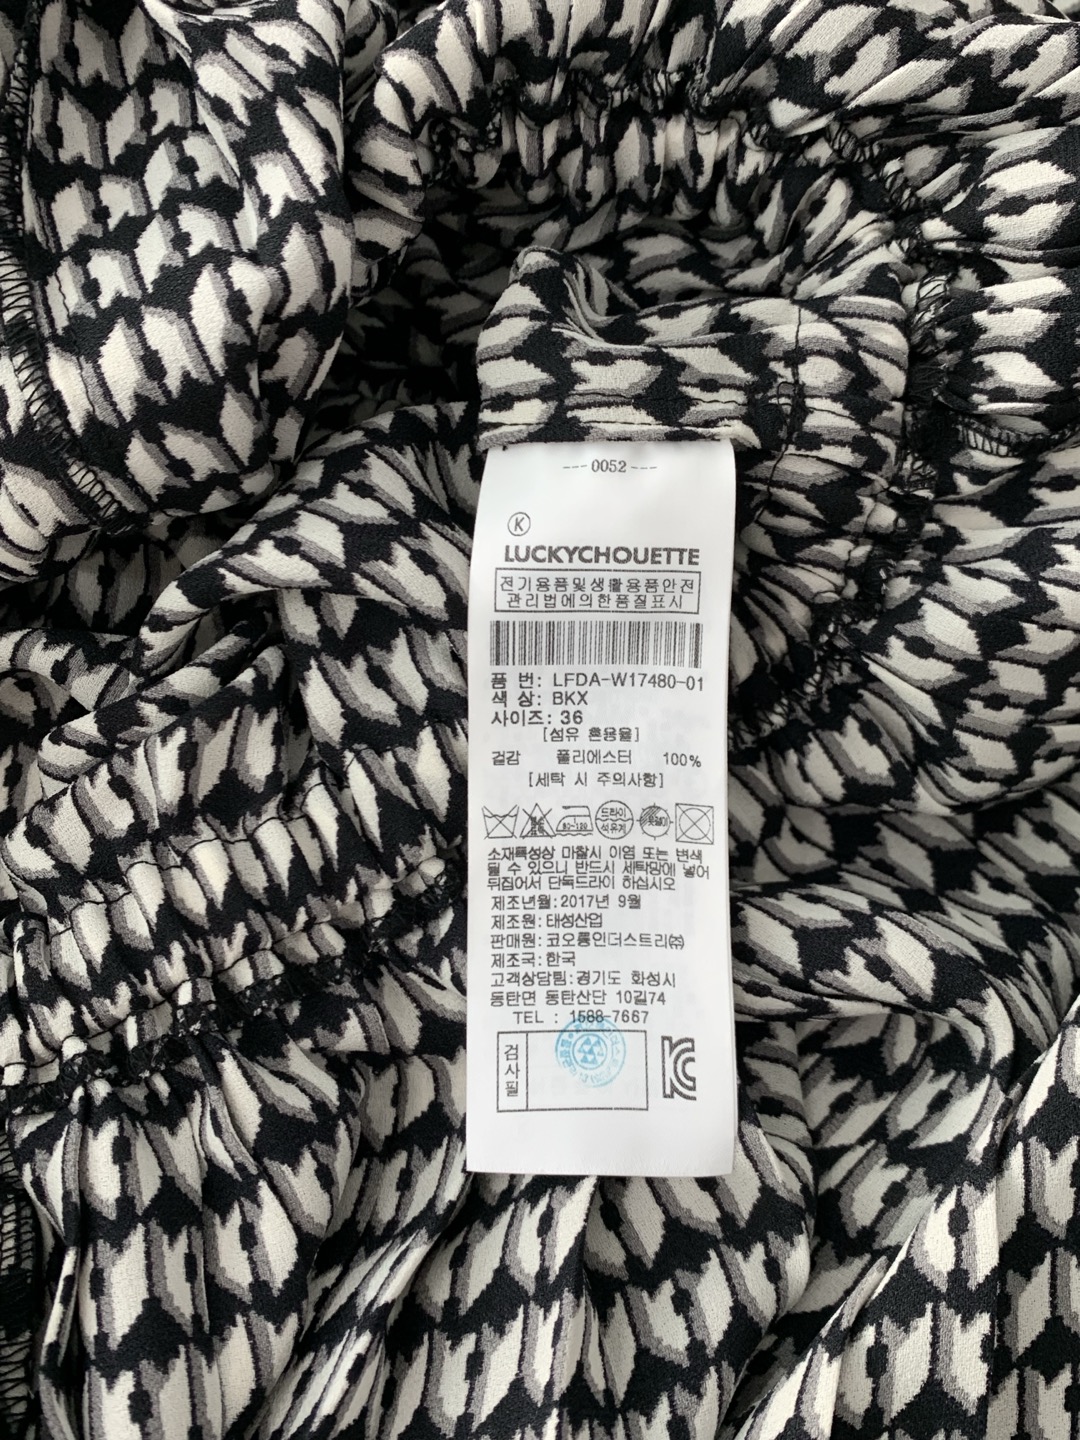 ---0052---
K
LUCKYCHOUETTE
전기용품및생활용품안전
관리법에의한품질표시
품 번: LFDA-W17480-01
색 상: BKX
사이즈: 36
[섬유 혼용율]
겉감 폴리에스터 100%
[세탁 시 주의사항]
80~120
드라이
석유계
소재특성상 마찰시 이염 또는 변색
될 수 있으니 반드시 세탁망에 넣어
뒤집어서 단독드라이 하십시오
제조년월:2017년 9월
제조원:태성산업
판매원:코오롱인더스트리㈜
제조국:한국
고객상담팀:경기도 화성시
동탄면 동탄산단 10길74
TEL : 1588-7667
검사필